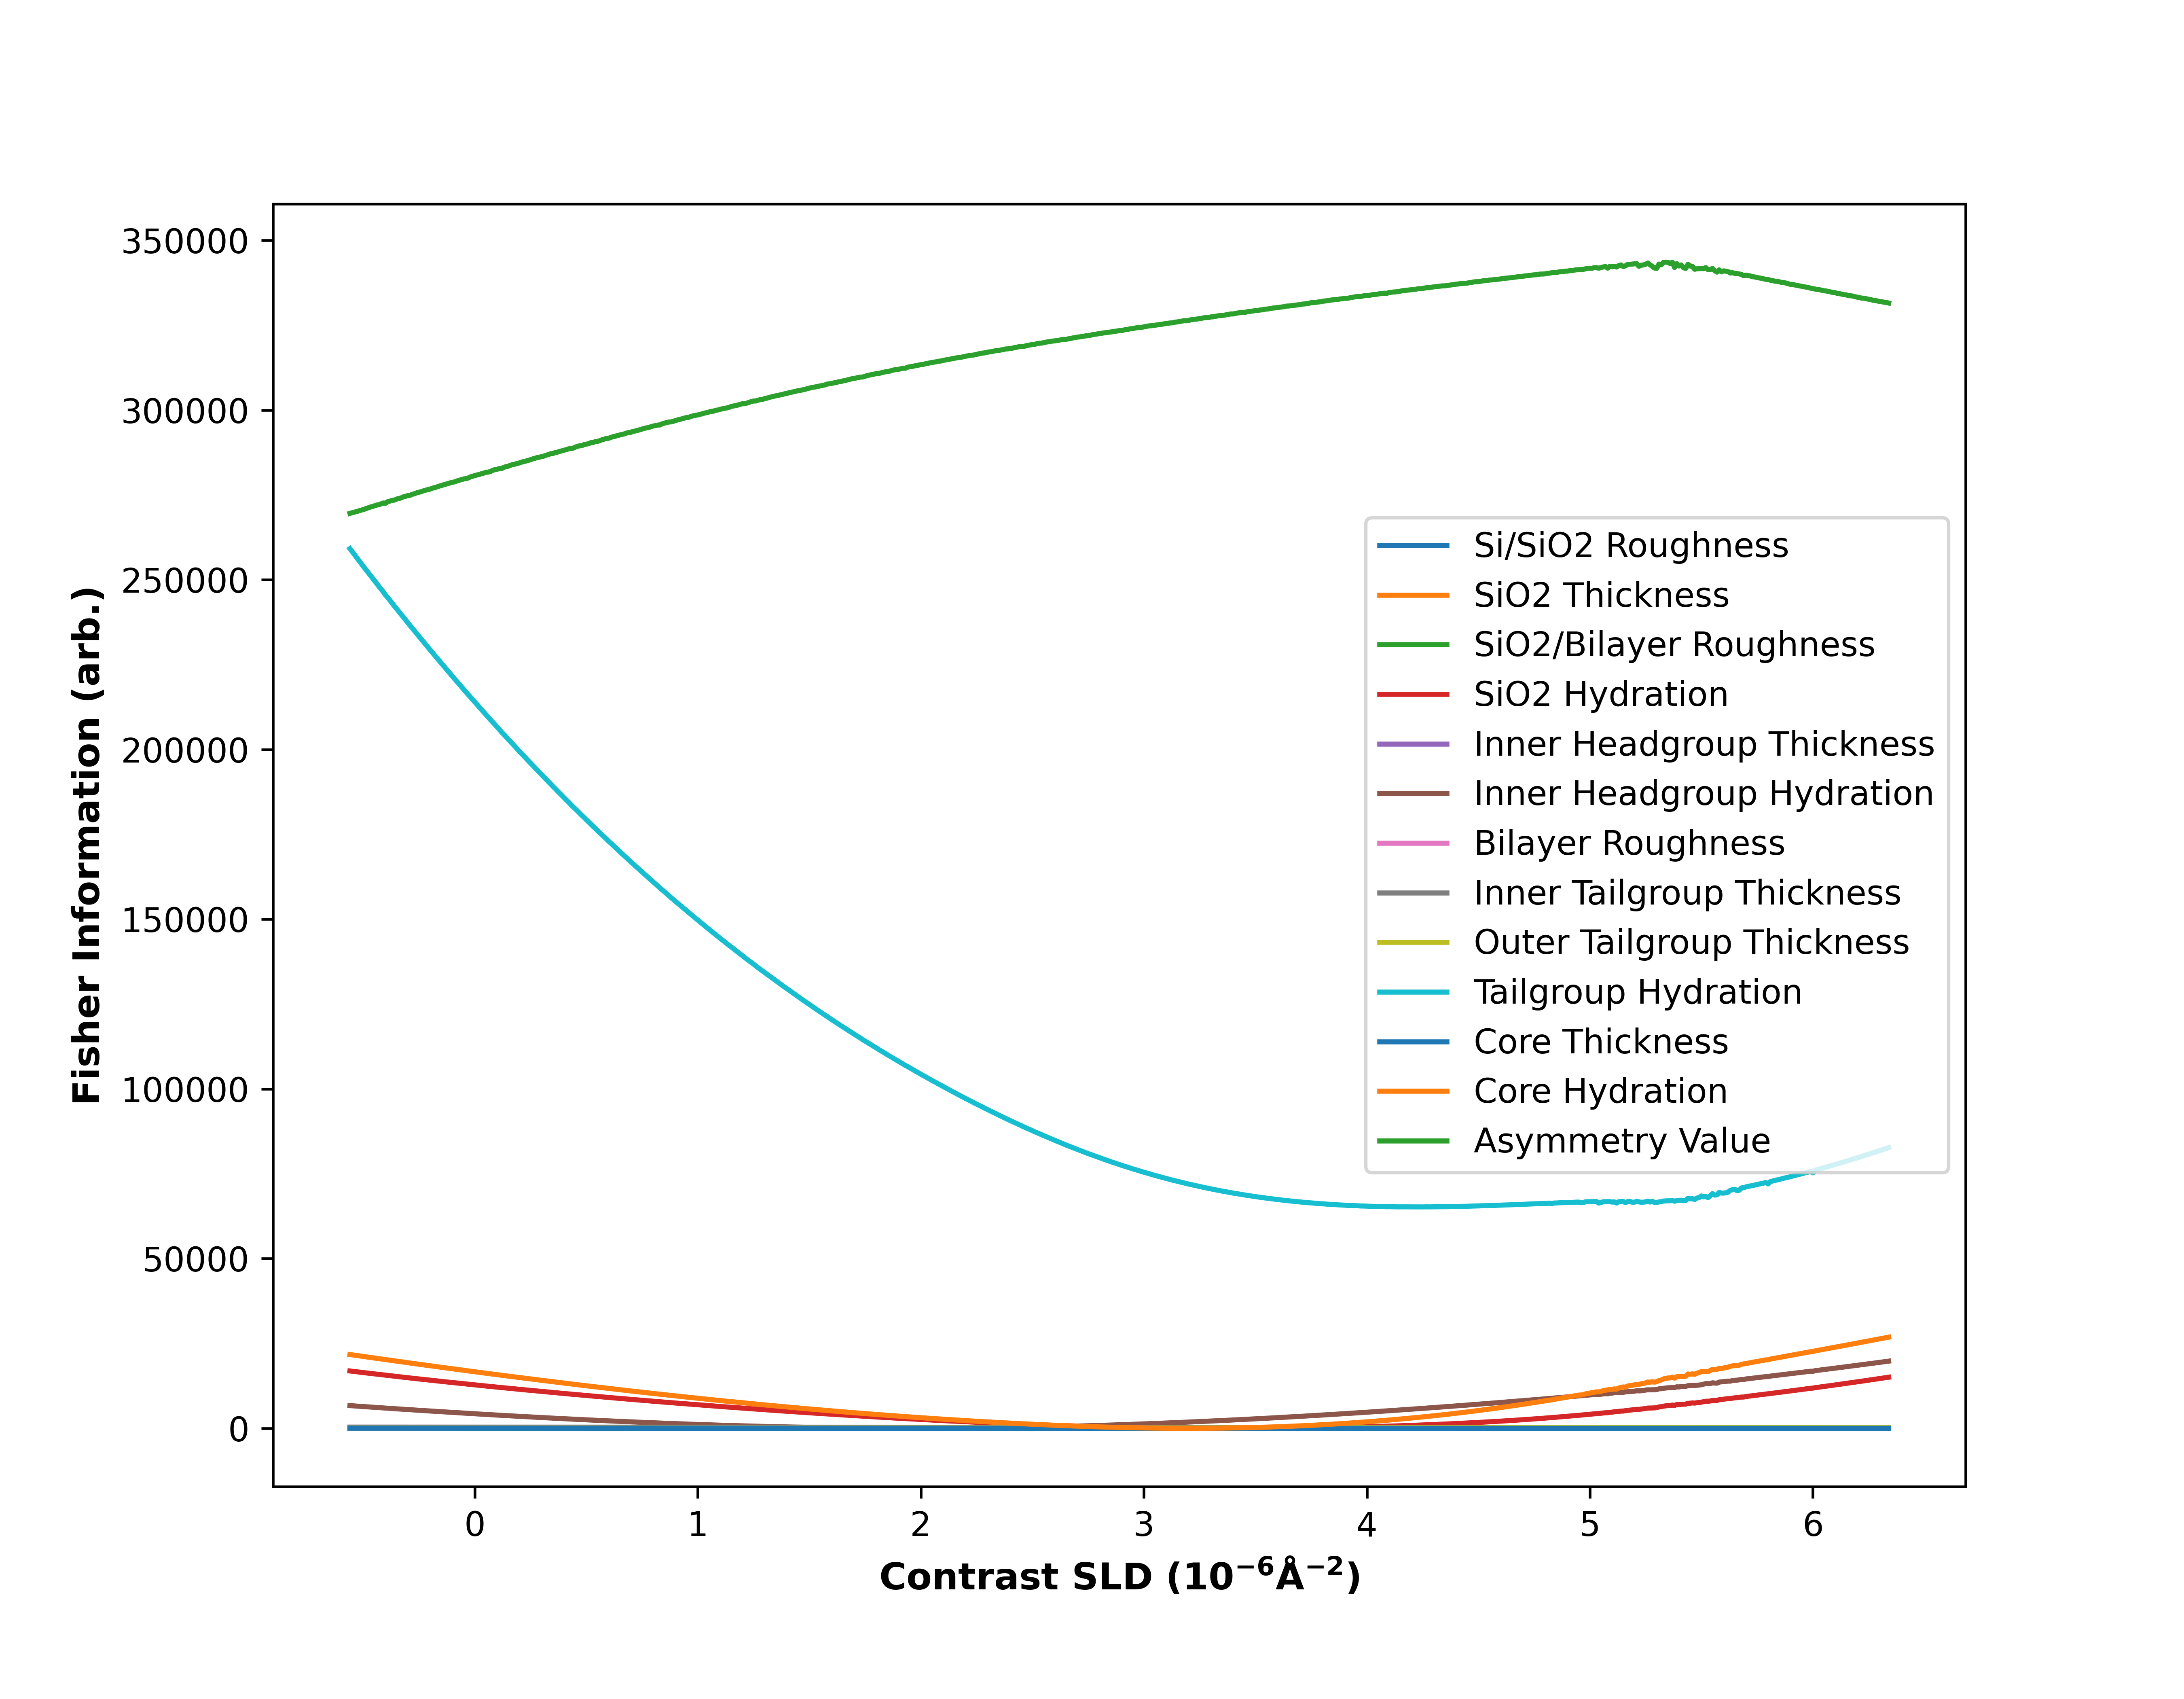 350000
300000
250000
200000
150000
100000
50000
0
Fisher Information (arb.)
Si/SiO2 Roughness
SiO2 Thickness
SiO2/Bilayer Roughness
SiO2 Hydration
Inner Headgroup Thickness
Inner Headgroup Hydration
Bilayer Roughness
Inner Tailgroup Thickness
Outer Tailgroup Thickness
Tailgroup Hydration
Core Thickness
Core Hydration
Asymmetry Value
0 1 2 3 4 5 6
Contrast SLD (10⁻⁶Å⁻²)